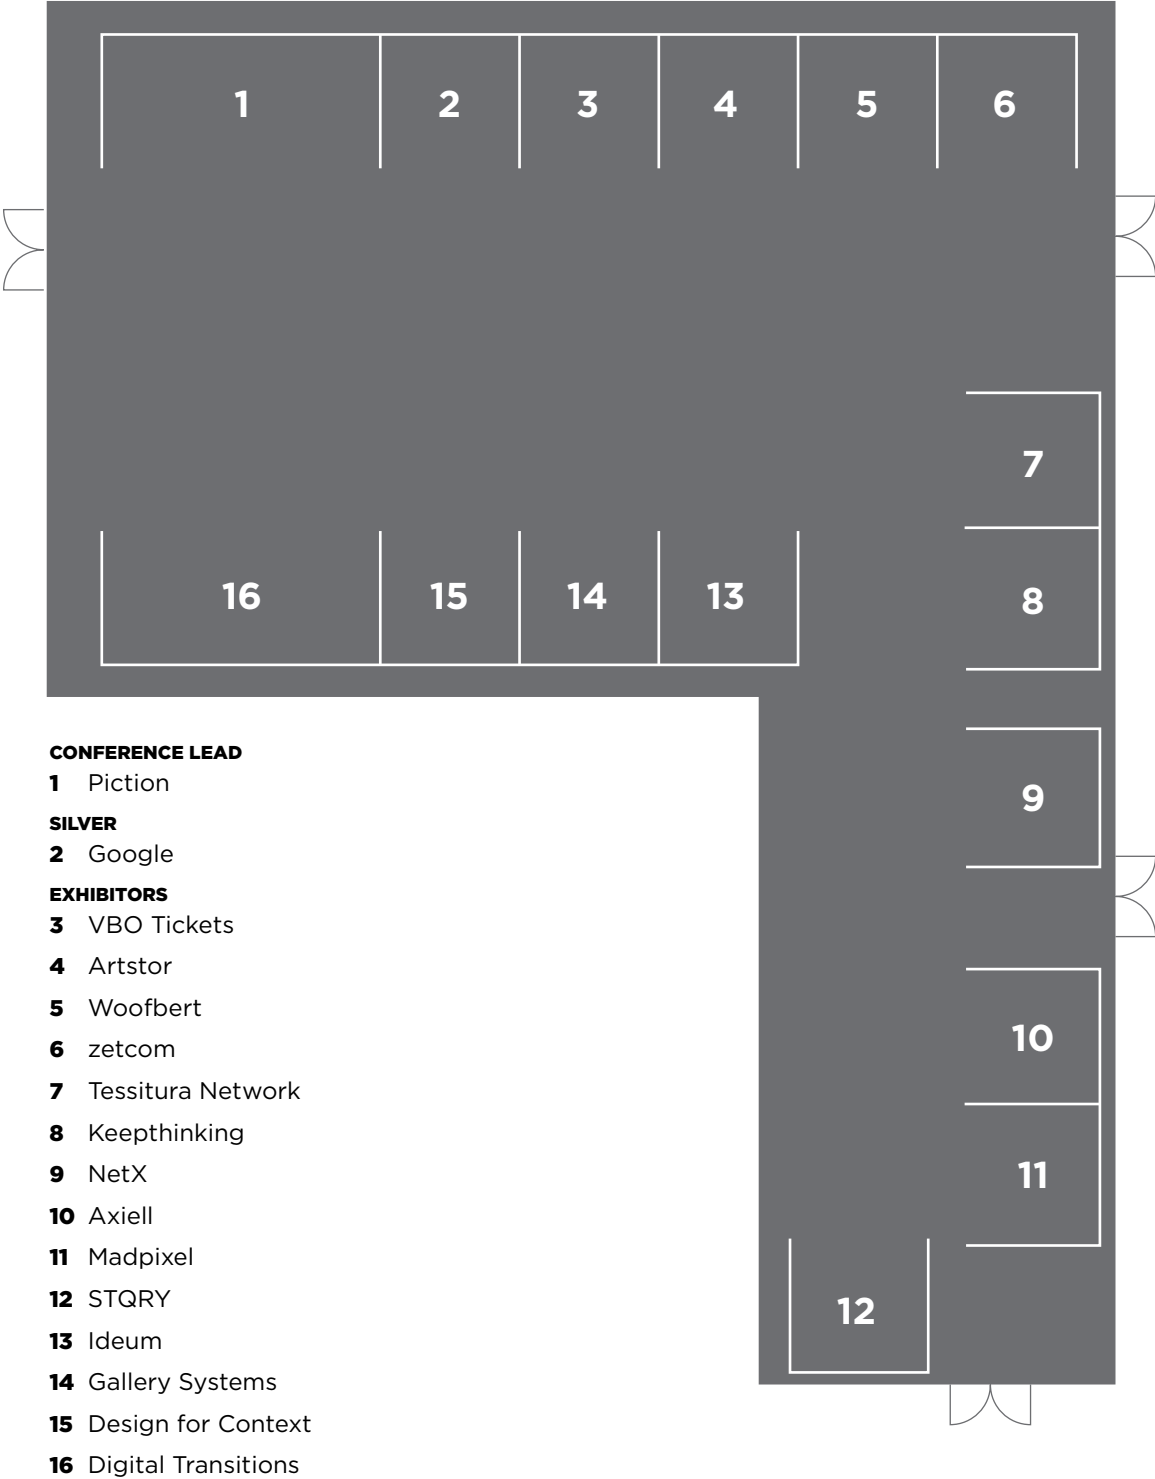 1 2 3 4 5 6
7
16 15 14 13 8
CONFERENCE LEAD
1 Piction
SILVER
2 Google
EXHIBITORS
3 VBO Tickets
4 Artstor
5 Woofbert
6 zetcom
7 Tessitura Network
8 Keepthinking
9 NetX
10 Axiell
11 Madpixel
12 STQRY
13 Ideum
14 Gallery Systems
15 Design for Context
16 Digital Transitions
9
10
11
12